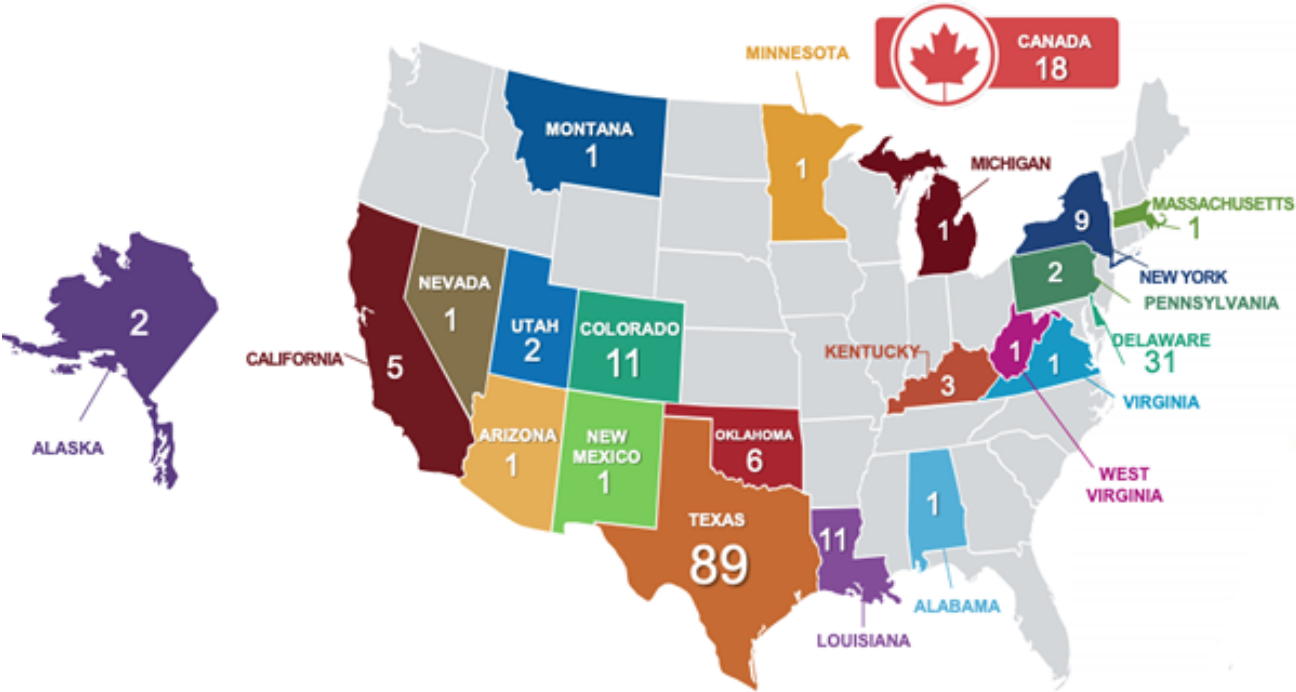 CANADA
18
MINNESOTA
1
MONTANA
1
MICHIGAN
1
MASSACHUSETTS
1
9
NEW YORK
2
PENNSYLVANIA
DELAWARE
31
NEVADA
1
UTAH
2
COLORADO
11
CALIFORNIA
5
KENTUCKY
3
1
WEST
VIRGINIA
1
VIRGINIA
2
ALASKA
ARIZONA
1
NEW
MEXICO
1
OKLAHOMA
6
TEXAS
89
11
LOUISIANA
1
ALABAMA